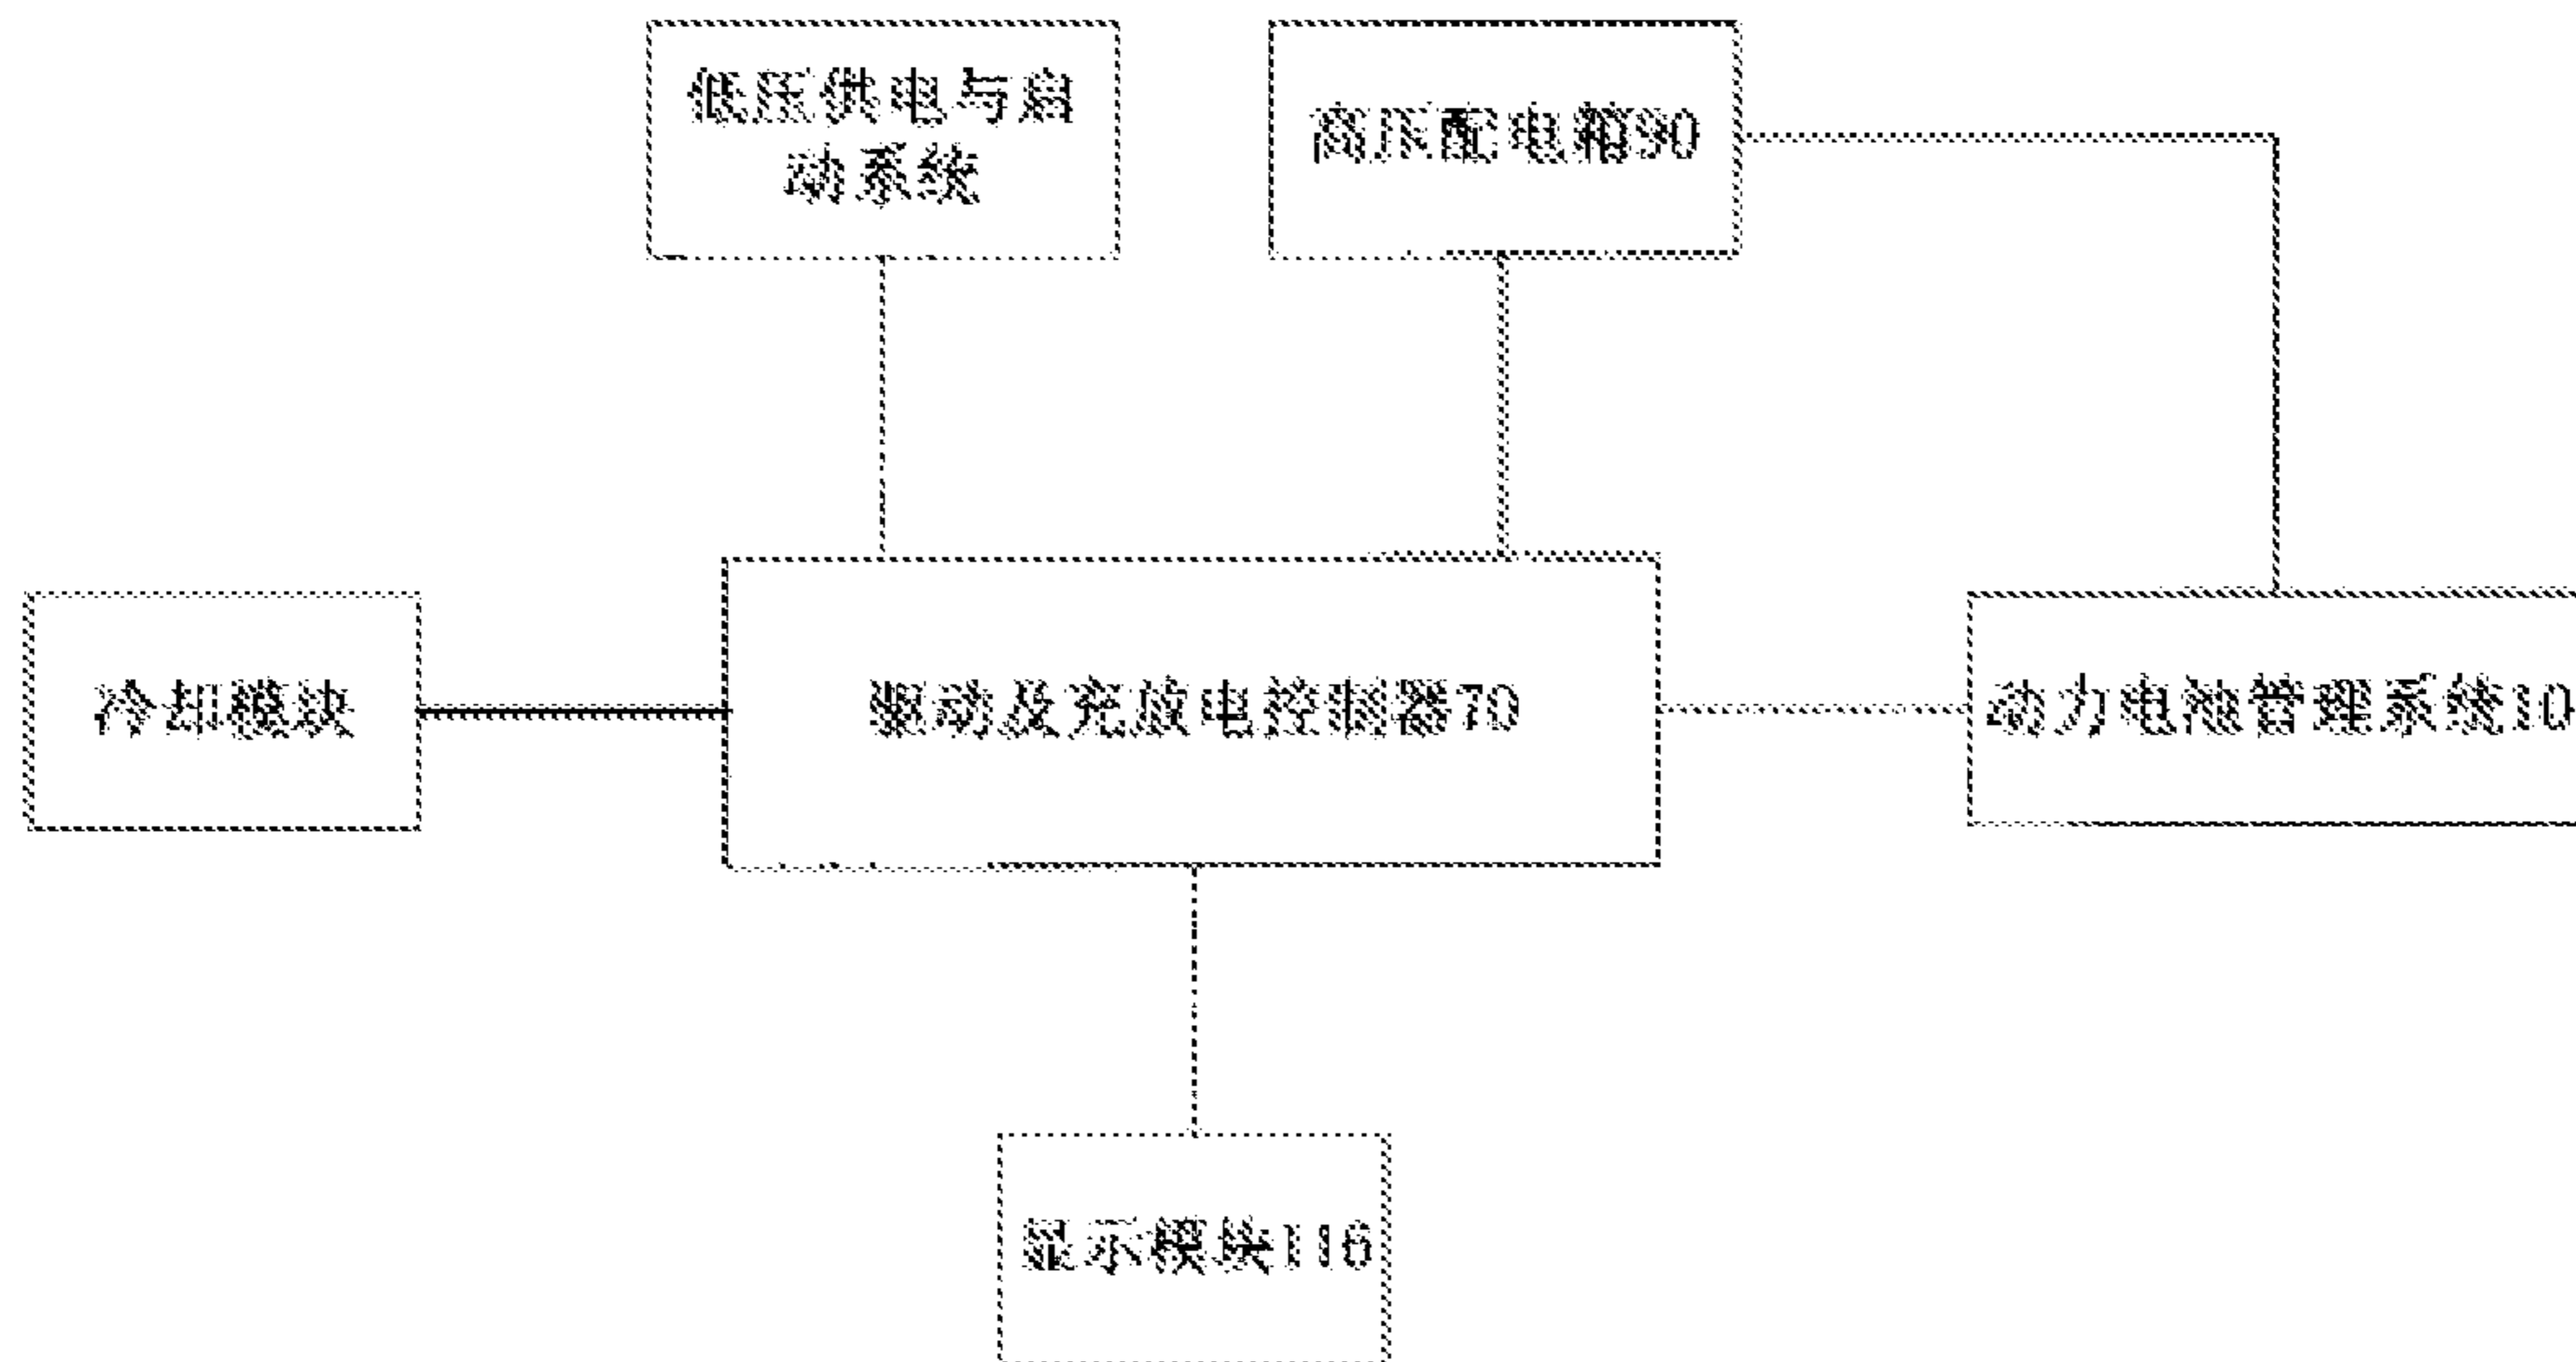 低压供电与启
动系统
高压配电箱90
冷却模块
驱动及充放电控制器70
动力电池管理系统10
显示模块116